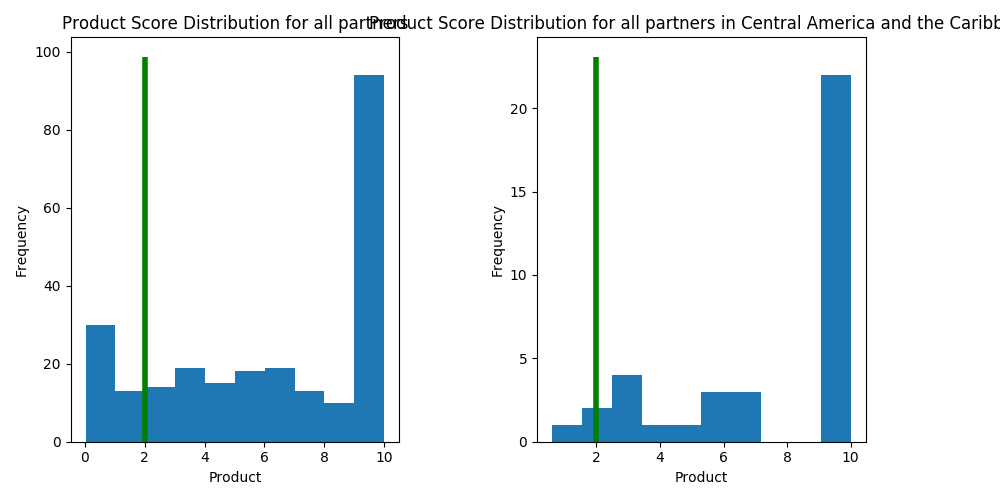 Product Score Distribution for all partners
Product Score Distribution for all partners in Central America and the Caribb
100
80
60
40
20
0
Frequency
0 2 4 6 8 10
Product
20
15
10
5
0
Frequency
2 4 6 8 10
Product